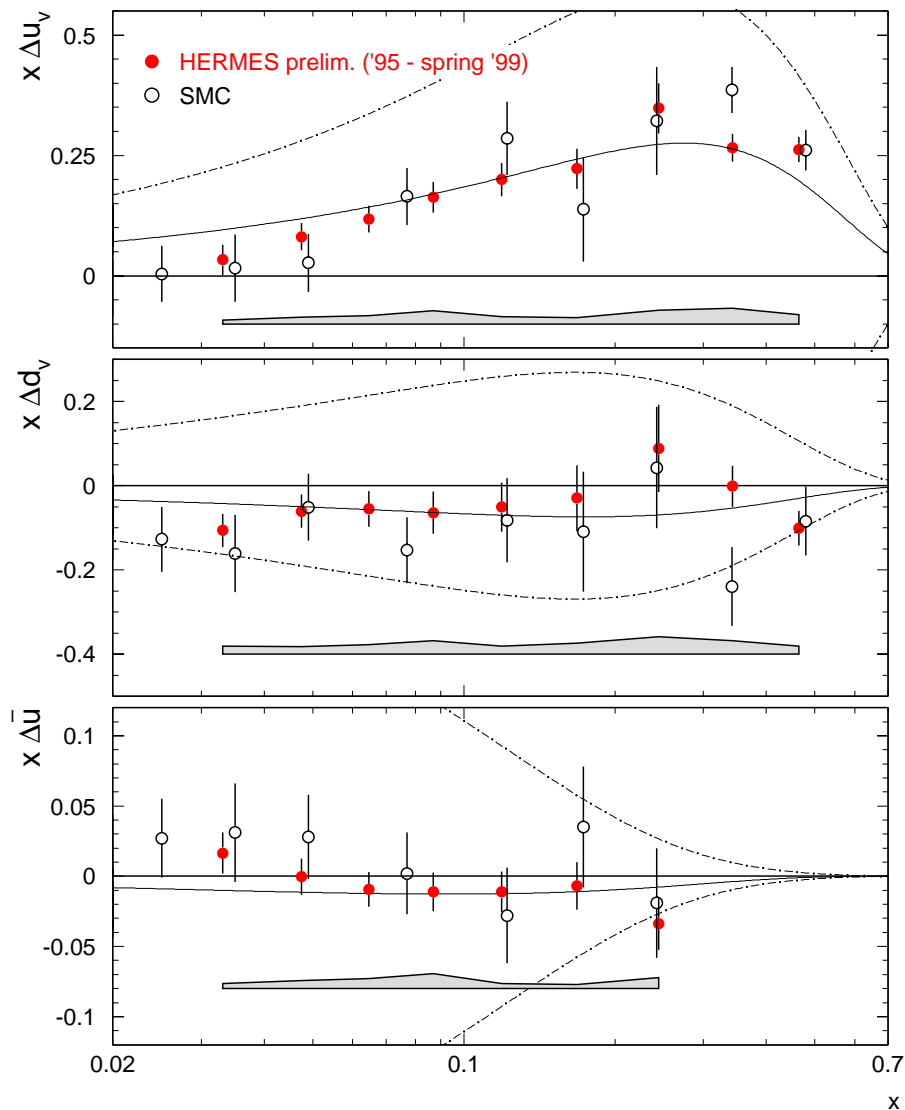 x Δu_v
0.5
HERMES prelim. ('95 - spring '99)
SMC
0.25
0
x Δd_v
0.2
0
-0.2
-0.4
x Δū
0.1
0.05
0
-0.05
-0.1
0.02
0.1
0.7
x